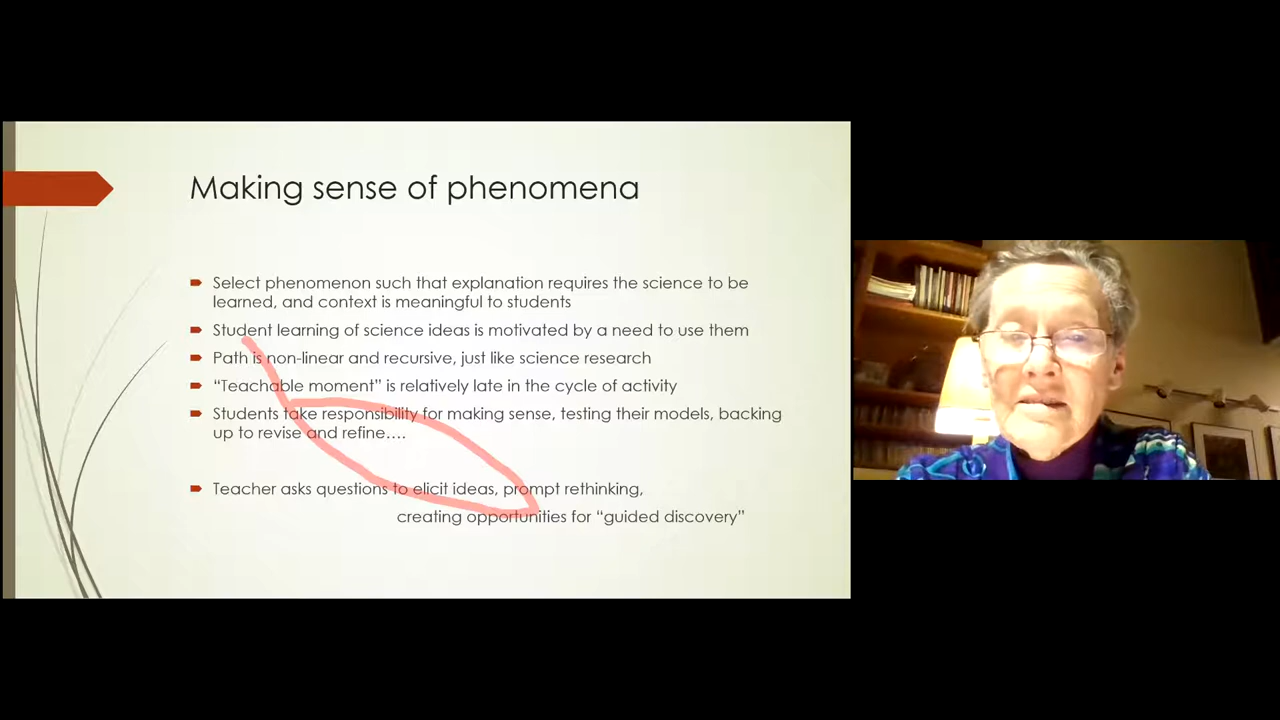 Making sense of phenomena
Select phenomenon such that explanation requires the science to be
learned, and context is meaningful to students
Student learning of science ideas is motivated by a need to use them
Path is non-linear and recursive, just like science research
“Teachable moment” is relatively late in the cycle of activity
Students take responsibility for making sense, testing their models, backing
up to revise and refine….
Teacher asks questions to elicit ideas, prompt rethinking,
creating opportunities for “guided discovery”